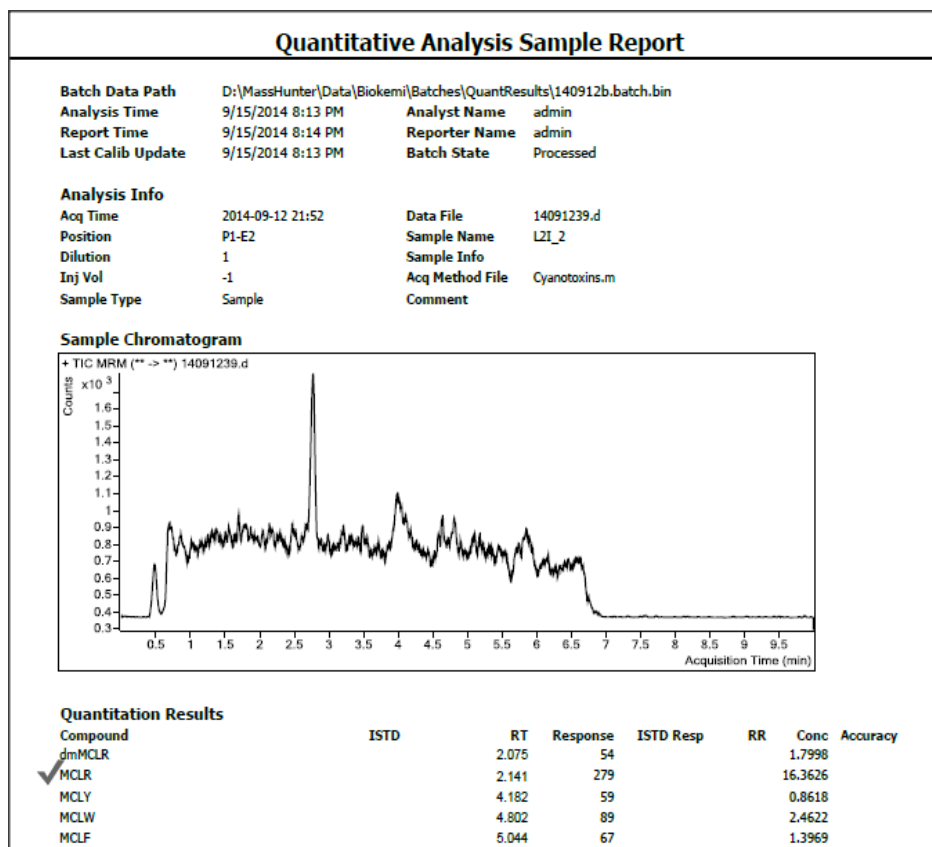 Quantitative Analysis Sample Report
Batch Data Path D:\MassHunter\Data\Biokemi\Batches\QuantResults\140912b.batch.bin
Analysis Time 9/15/2014 8:13 PM Analyst Name admin
Report Time 9/15/2014 8:14 PM Reporter Name admin
Last Calib Update 9/15/2014 8:13 PM Batch State Processed
Analysis Info
Acq Time 2014-09-12 21:52 Data File 14091239.d
Position P1-E2 Sample Name L2I_2
Dilution 1 Sample Info
Inj Vol -1 Acq Method File Cyanotoxins.m
Sample Type Sample Comment
Sample Chromatogram
+ TIC MRM (** -> **) 14091239.d
Counts
x10 3
1.6
1.5
1.4
1.3
1.2
1.1
1
0.9
0.8
0.7
0.6
0.5
0.4
0.3
0.5 1 1.5 2 2.5 3 3.5 4 4.5 5 5.5 6 6.5 7 7.5 8 8.5 9 9.5
Acquisition Time (min)
Quantitation Results
Compound ISTD RT Response ISTD Resp RR Conc Accuracy
dmMCLR 2.075 54 1.7998
MCLR 2.141 279 16.3626
MCLY 4.182 59 0.8618
MCLW 4.802 89 2.4622
MCLF 5.044 67 1.3969